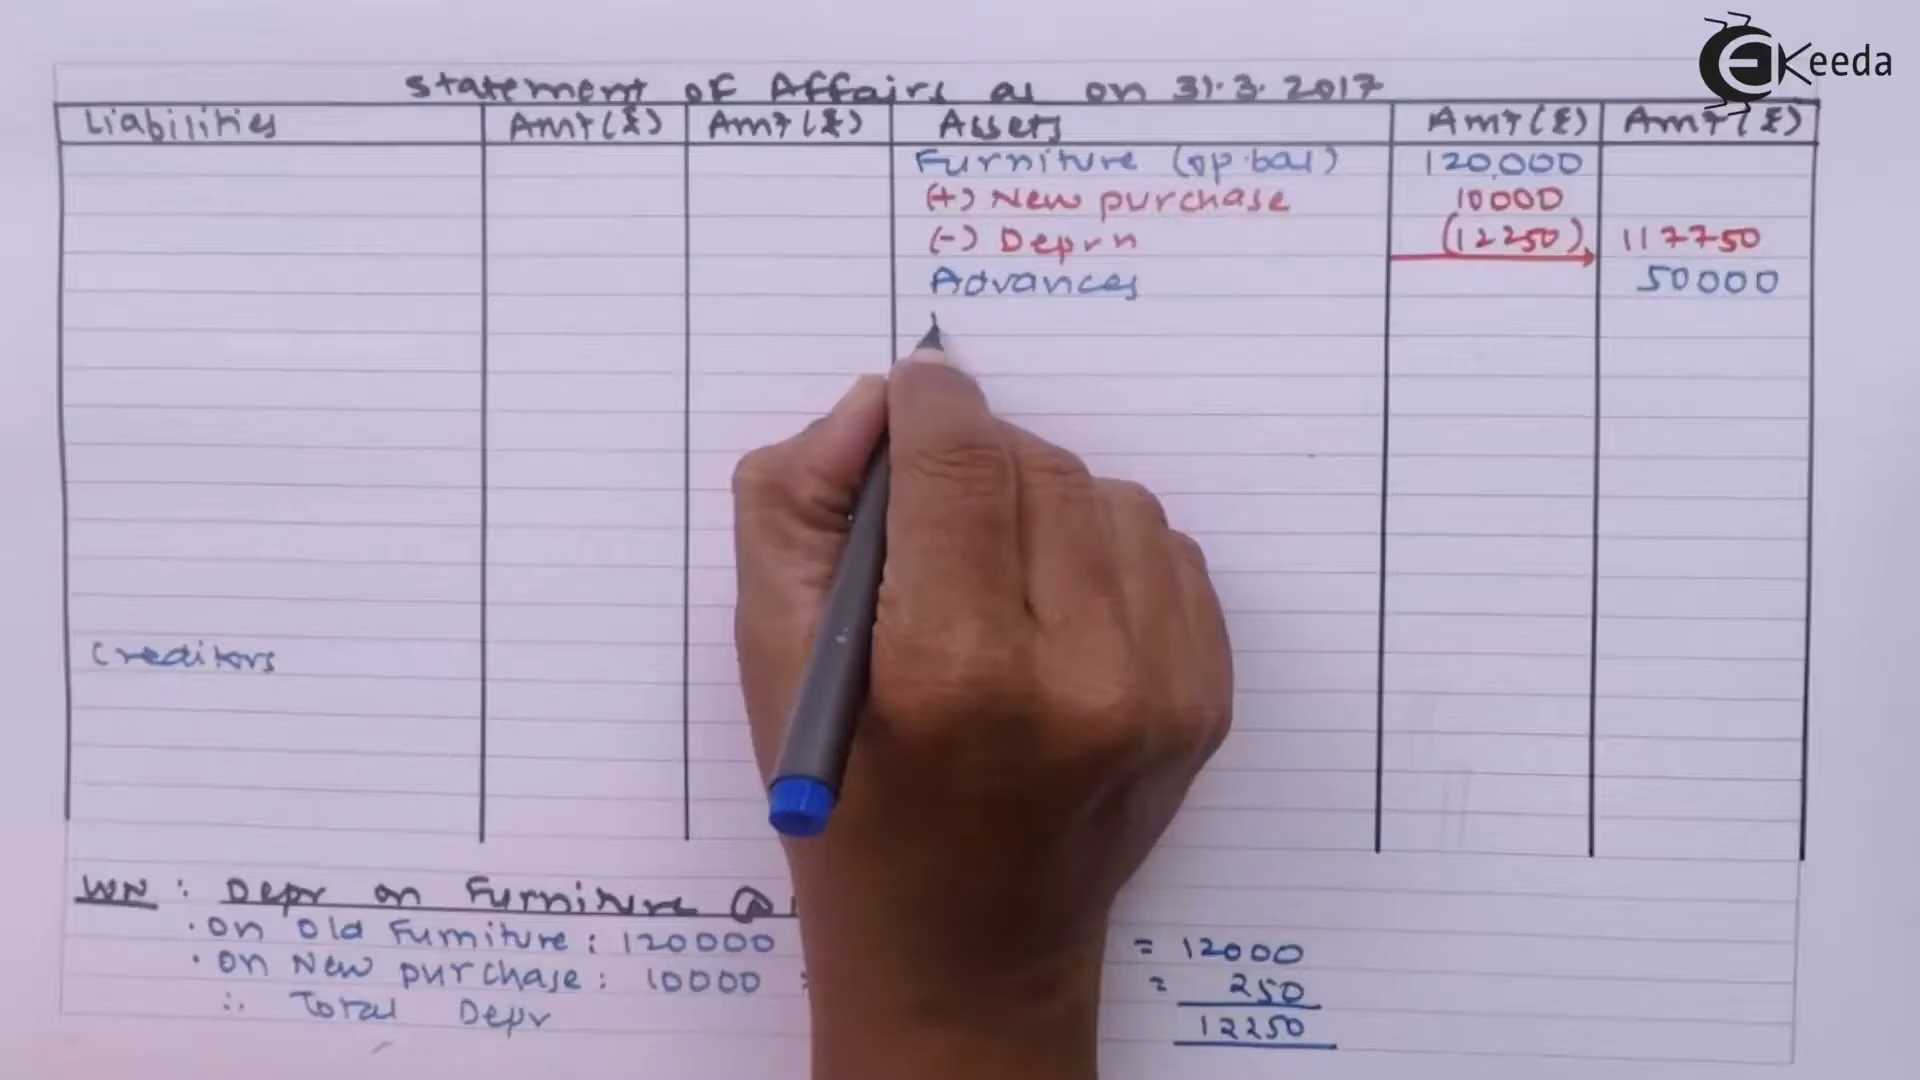 EKeeda
Statement of Affairs as on 31.3.2017
Liabilities Amt (₹) Amt (₹) Assets Amt (₹) Amt (₹)
Furniture (op.bal) 120,000
(+) New purchase 10000
(-) Deprn (12250) 117750
Advances 50000
Creditors
WN : Depr on Furniture @
· on Old Furniture : 120000 = 12000
· on New purchase : 10000 = 250
∴ Total Depr 12250